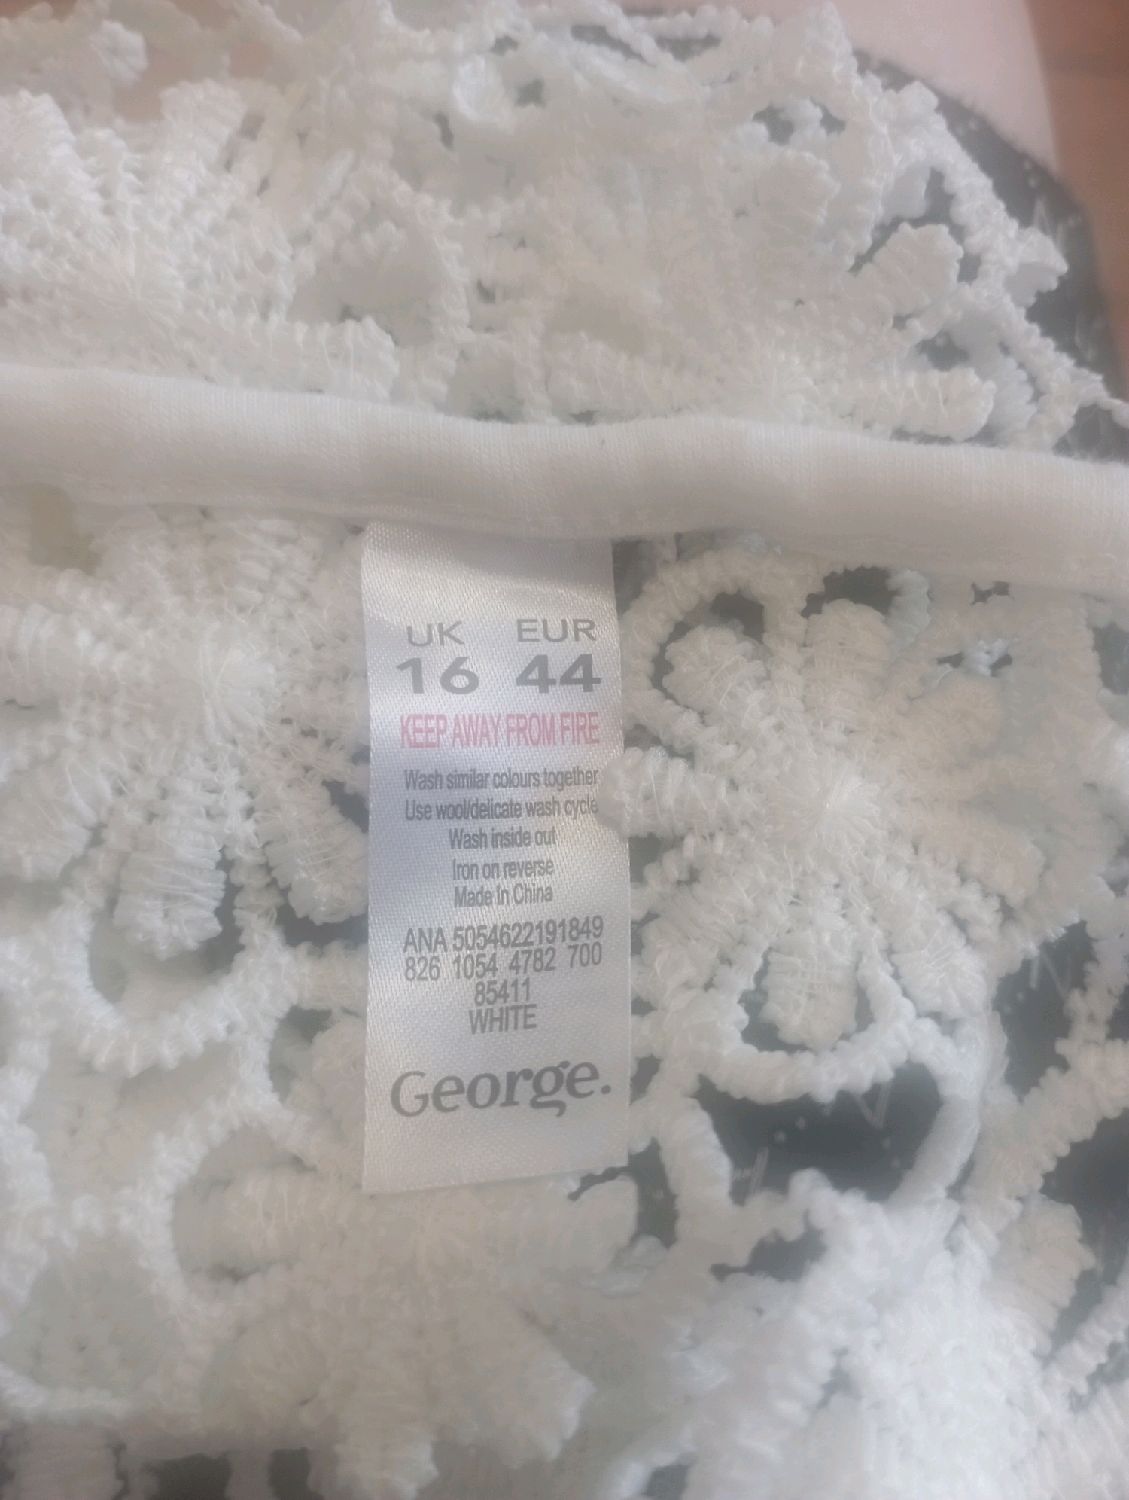 UK EUR
16 44
KEEP AWAY FROM FIRE
Wash similar colours together
Use wool/delicate wash cycle
Wash inside out
Iron on reverse
Made In China
ANA 5054622191849
826 1054 4782 700
85411
WHITE
George.